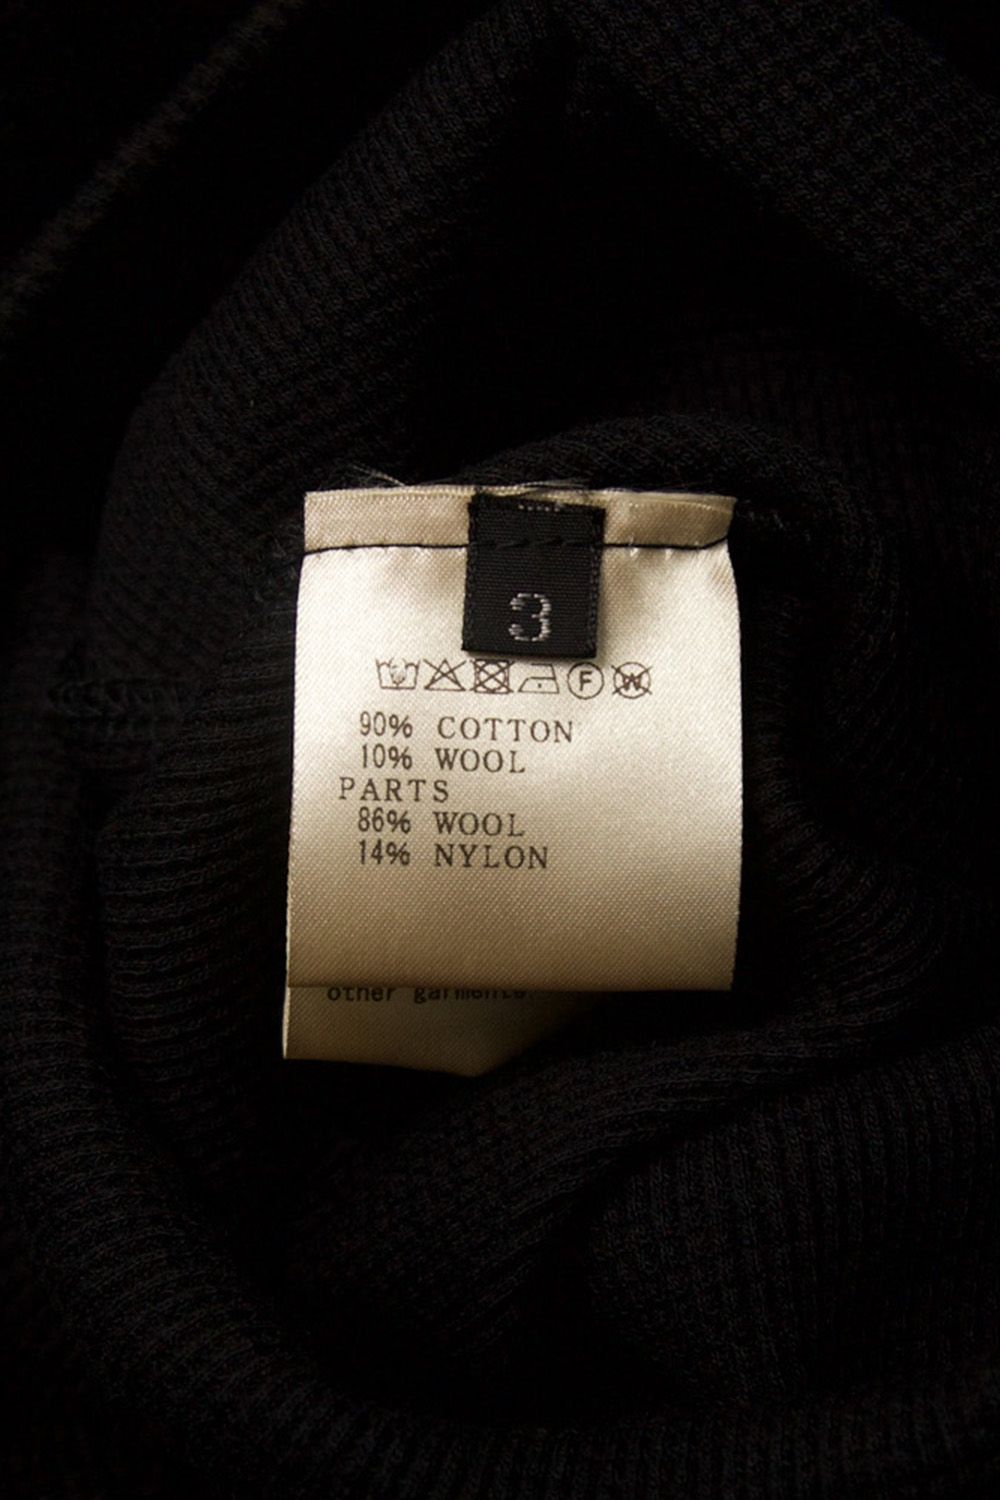 3
F W
90% COTTON
10% WOOL
PARTS
86% WOOL
14% NYLON
other garments.